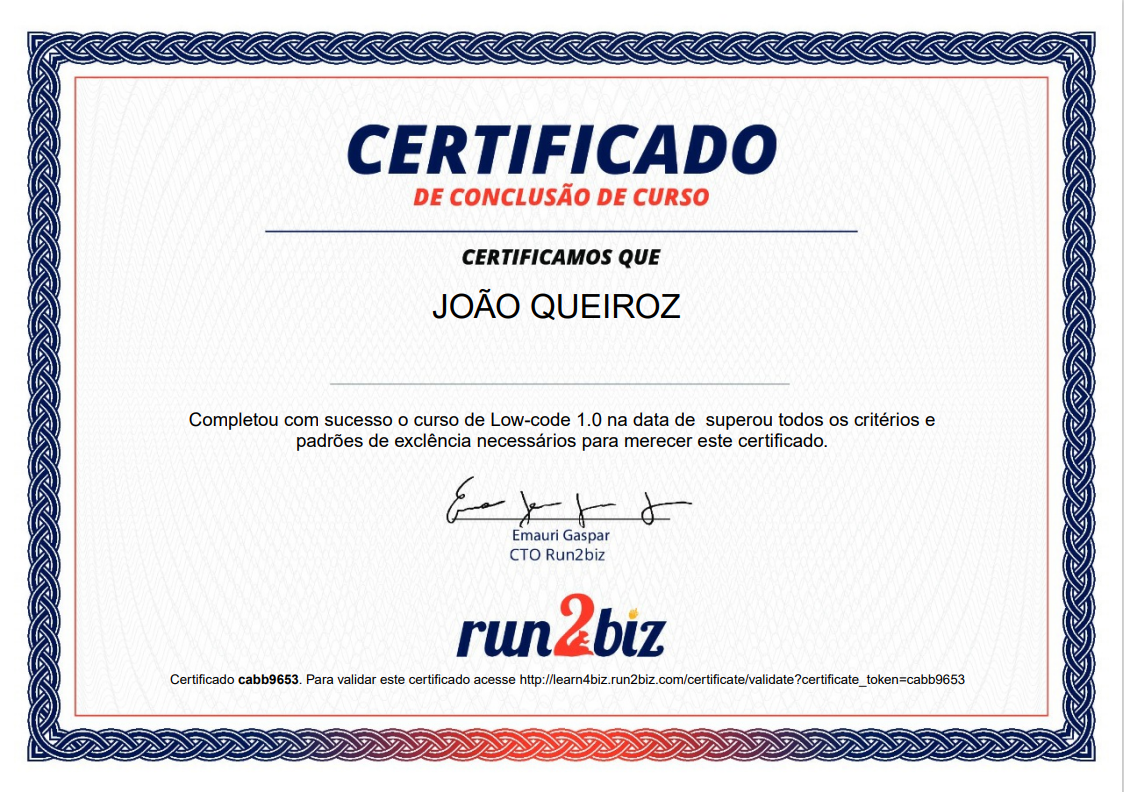 CERTIFICADO
DE CONCLUSÃO DE CURSO
CERTIFICAMOS QUE
JOÃO QUEIROZ
Completou com sucesso o curso de Low-code 1.0 na data de  superou todos os critérios e
padrões de exclência necessários para merecer este certificado.
Emauri Gaspar
CTO Run2biz
run2biz
Certificado cabb9653. Para validar este certificado acesse http://learn4biz.run2biz.com/certificate/validate?certificate_token=cabb9653